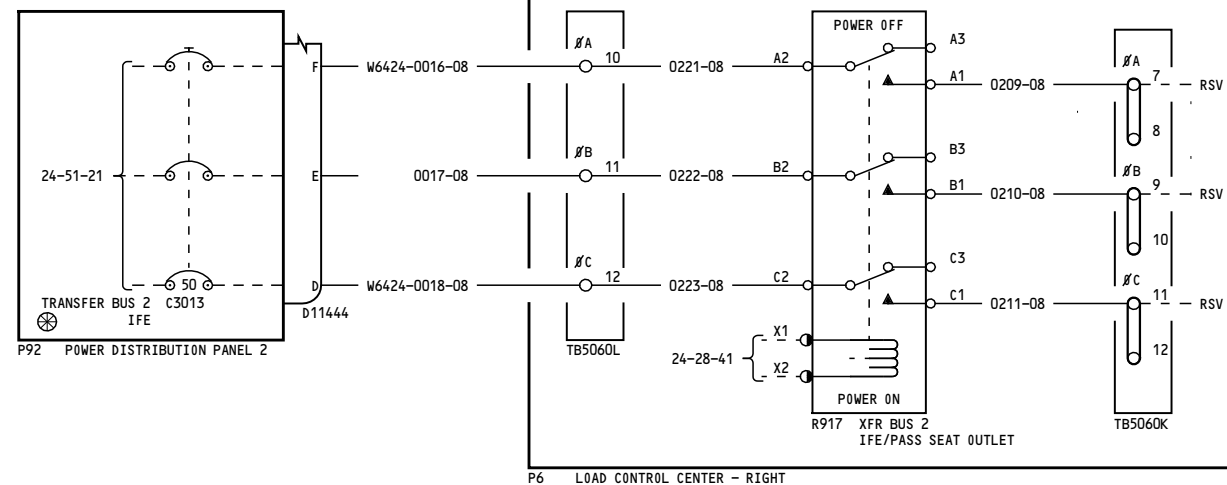 POWER OFF
A3
ØA
10
A2
F
W6424-0016-08
0221-08
A1
0209-08
ØA
7
RSV
8
24-51-21
ØB
11
B3
B2
E
0017-08
0222-08
B1
0210-08
ØB
9
RSV
10
ØC
12
C3
C2
50
D
W6424-0018-08
0223-08
C1
0211-08
ØC
11
RSV
12
TRANSFER BUS 2 C3013
IFE
D11444
P92 POWER DISTRIBUTION PANEL 2
TB5060L
24-28-41
X1
X2
POWER ON
R917 XFR BUS 2
IFE/PASS SEAT OUTLET
TB5060K
P6 LOAD CONTROL CENTER - RIGHT